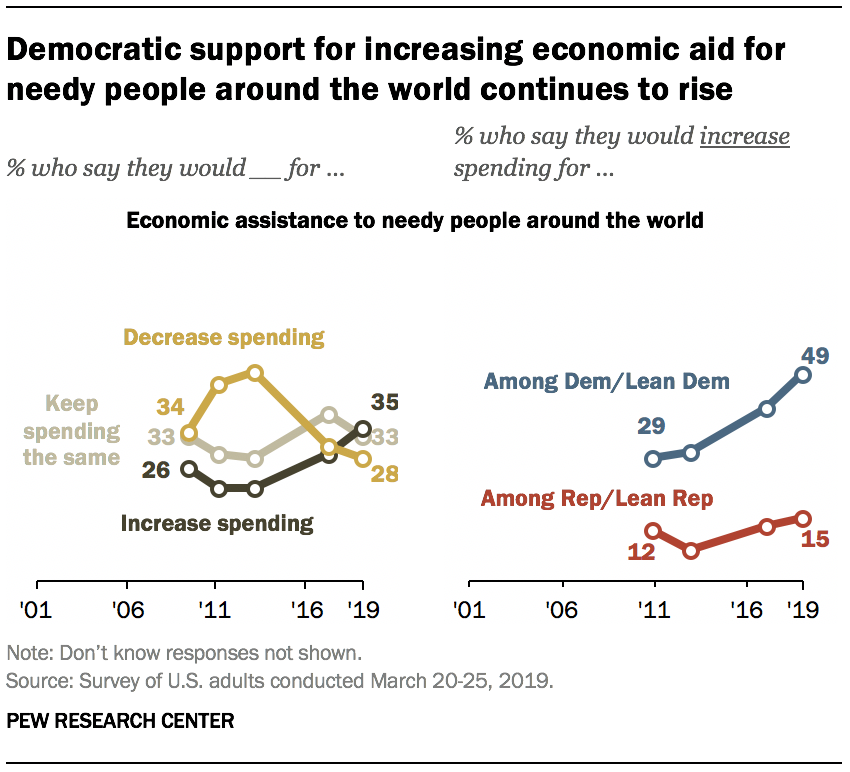 Democratic support for increasing economic aid for
needy people around the world continues to rise
% who say they would __ for ...
% who say they would increase
spending for ...
Economic assistance to needy people around the world
Decrease spending
Keep
spending
the same
34
33
26
35
33
28
Increase spending
'01 '06 '11 '16 '19
49
Among Dem/Lean Dem
29
Among Rep/Lean Rep
12
15
'01 '06 '11 '16 '19
Note: Don’t know responses not shown.
Source: Survey of U.S. adults conducted March 20-25, 2019.
PEW RESEARCH CENTER